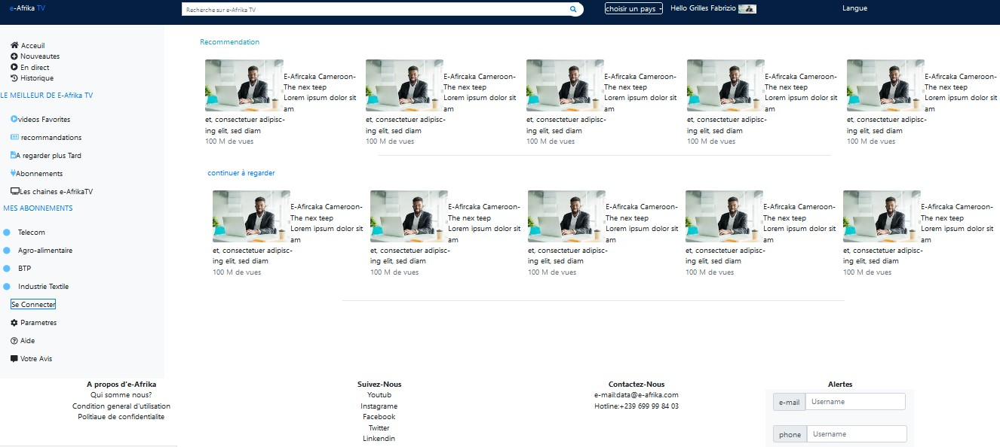 e-Afrika TV
Recherche sur e-Afrika TV
choisir un pays
Hello Grilles Fabrizio
Langue
Acceuil
Nouveautes
En direct
Historique
LE MEILLEUR DE E-Afrika TV
videos Favorites
recommandations
A regarder plus Tard
Abonnements
Les chaines e-AfrikaTV
MES ABONNEMENTS
Telecom
Agro-alimentaire
BTP
Industrie Textile
Se Connecter
Parametres
Aide
Votre Avis
Recommendation
E-Afircaka Cameroon-
The nex teep
Lorem ipsum dolor sit
am
et, consectetuer adipisc-
ing elit, sed diam
100 M de vues
E-Afircaka Cameroon-
The nex teep
Lorem ipsum dolor sit
am
et, consectetuer adipisc-
ing elit, sed diam
100 M de vues
E-Afircaka Cameroon-
The nex teep
Lorem ipsum dolor sit
am
et, consectetuer adipisc-
ing elit, sed diam
100 M de vues
E-Afircaka Cameroon-
The nex teep
Lorem ipsum dolor sit
am
et, consectetuer adipisc-
ing elit, sed diam
100 M de vues
E-Afircaka Cameroon-
The nex teep
Lorem ipsum dolor sit
am
et, consectetuer adipisc-
ing elit, sed diam
100 M de vues
continuer à regarder
E-Afircaka Cameroon-
The nex teep
Lorem ipsum dolor sit
am
et, consectetuer adipisc-
ing elit, sed diam
100 M de vues
E-Afircaka Cameroon-
The nex teep
Lorem ipsum dolor sit
am
et, consectetuer adipisc-
ing elit, sed diam
100 M de vues
E-Afircaka Cameroon-
The nex teep
Lorem ipsum dolor sit
am
et, consectetuer adipisc-
ing elit, sed diam
100 M de vues
E-Afircaka Cameroon-
The nex teep
Lorem ipsum dolor sit
am
et, consectetuer adipisc-
ing elit, sed diam
100 M de vues
E-Afircaka Cameroon-
The nex teep
Lorem ipsum dolor sit
am
et, consectetuer adipisc-
ing elit, sed diam
100 M de vues
A propos d'e-Afrika
Qui somme nous?
Condition general d'utilisation
Politiaue de confidentialite
Suivez-Nous
Youtub
Instagrame
Facebook
Twitter
Linkendin
Contactez-Nous
e-mail:data@e-afrika.com
Hotline:+239 699 99 84 03
Alertes
e-mail Username
phone Username